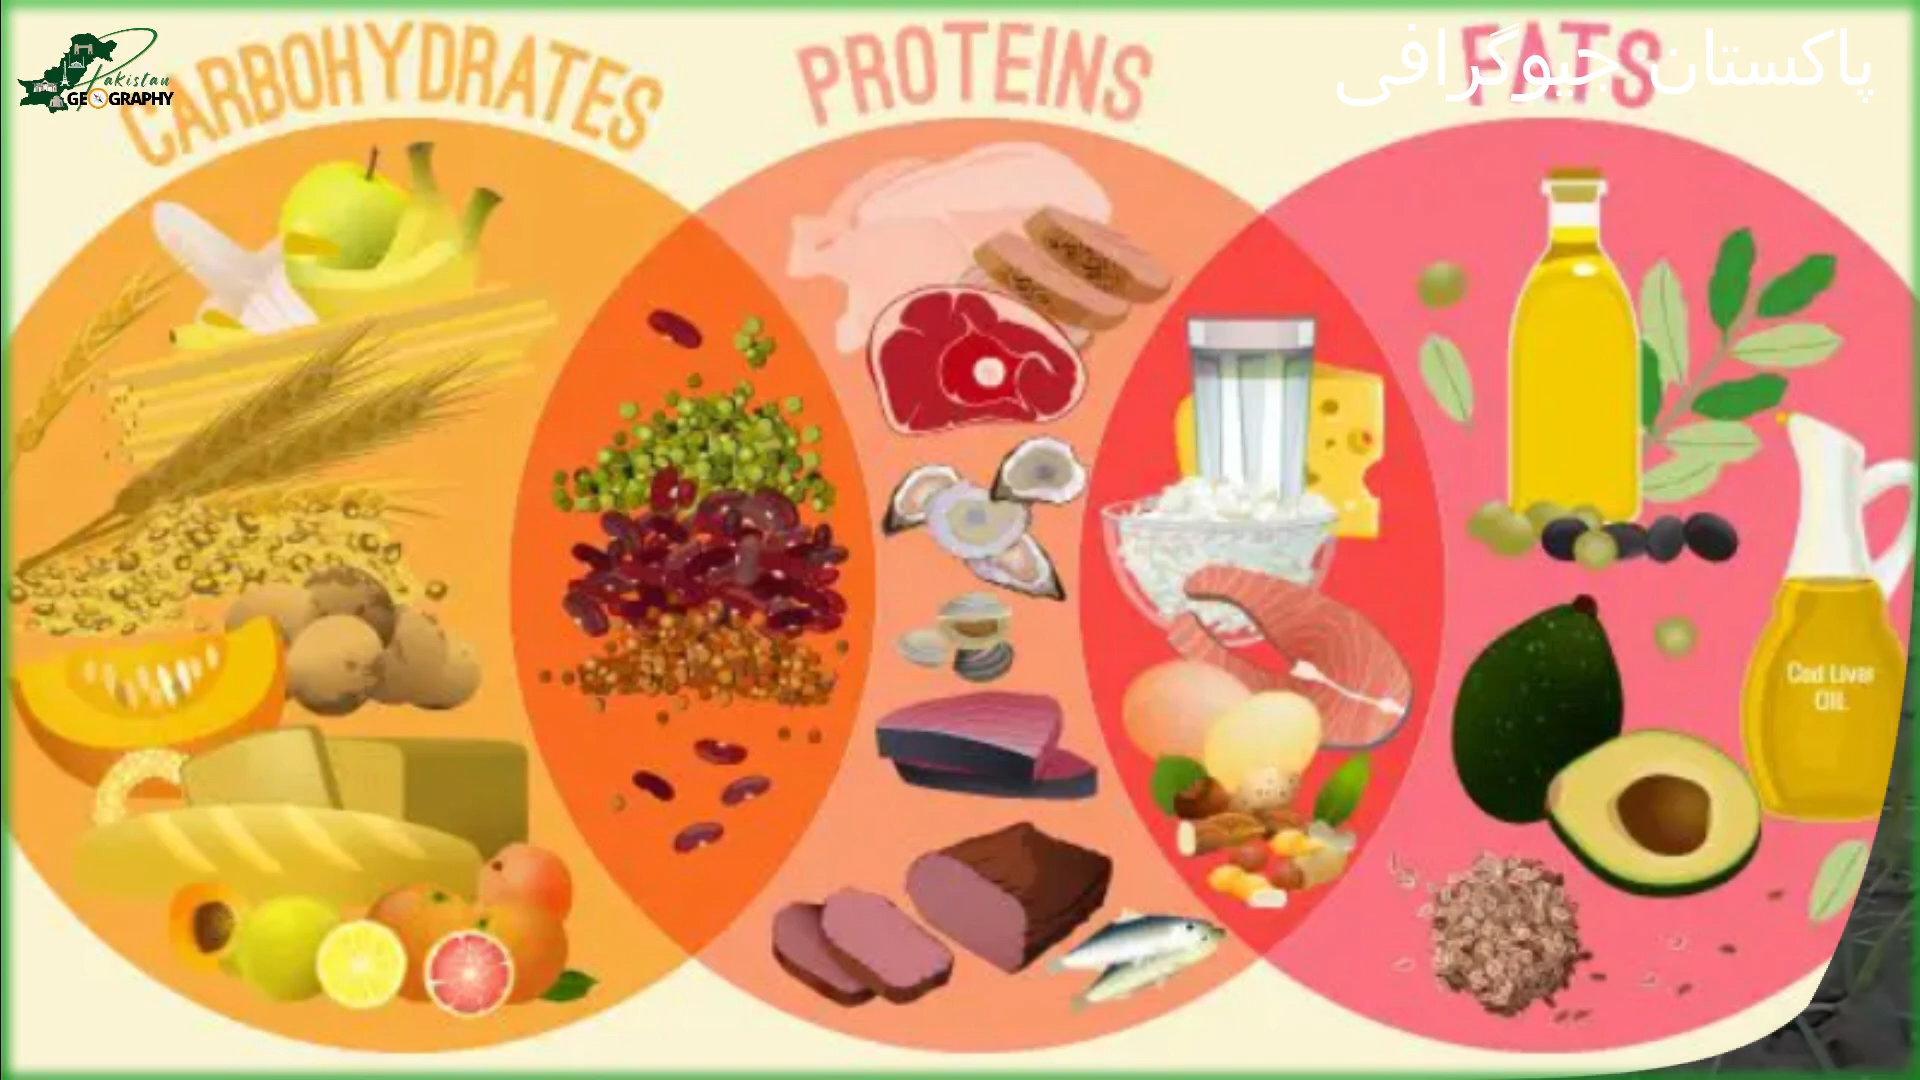 CARBOHYDRATES
PROTEINS
FATS
پاکستان جیوگرافی
Pakistan
GEOGRAPHY
Cod Liver
Oil